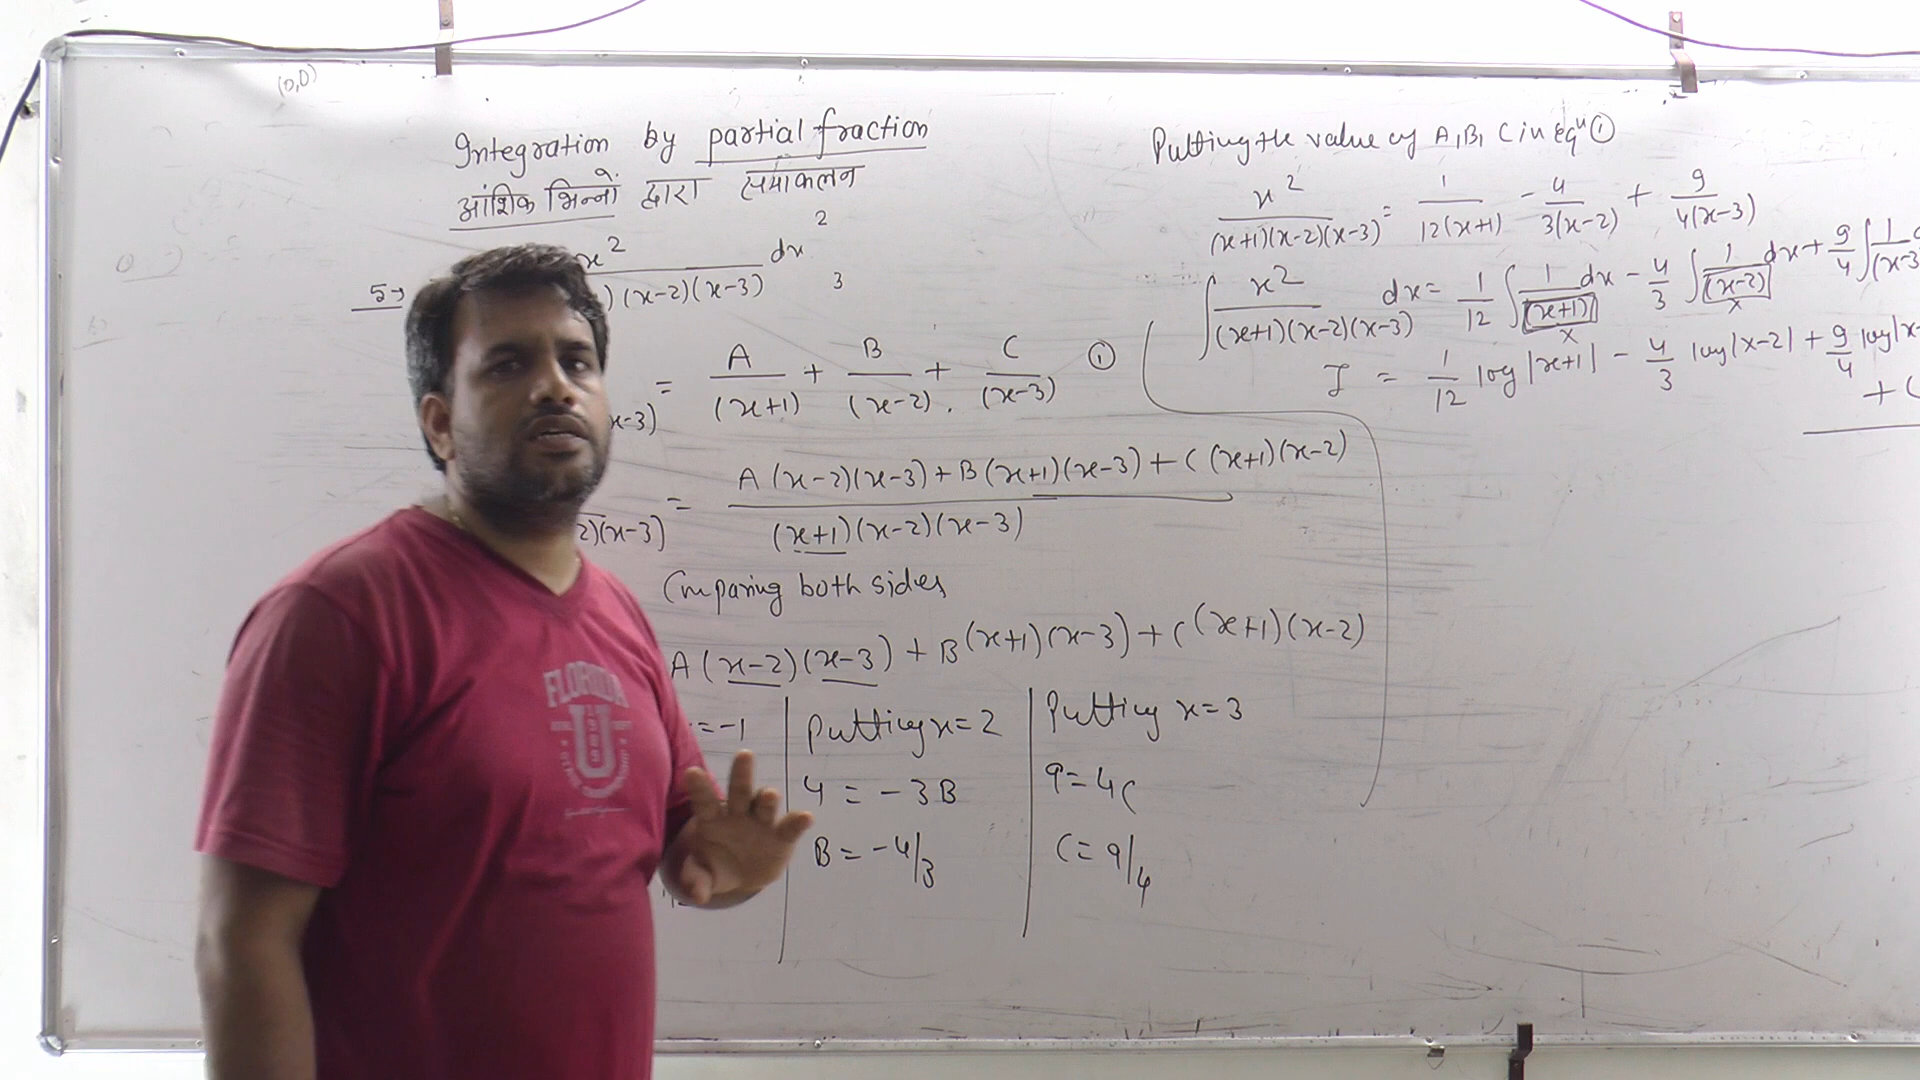 (0,0)
Integration by partial fraction
आंशिक भिन्नों द्वारा समाकलन
2
5→ x² dx
)(x-2)(x-3) 3
x-3) = A/(x+1) + B/(x-2) . + C/(x-3) ①
2)(x-3) = A(x-2)(x-3)+B(x+1)(x-3)+C(x+1)(x-2) / (x+1)(x-2)(x-3)
Comparing both sides
A(x-2)(x-3)+B(x+1)(x-3)+C(x+1)(x-2)
=-1
Putting x=2
4 = -3B
B = -4/3
Putting x=3
9=4C
C=9/4
Putting the value of A, B, C in eqⁿ ①
x²/(x+1)(x-2)(x-3) = 1/12(x+1) - 4/3(x-2) + 9/4(x-3)
∫ x²/(x+1)(x-2)(x-3) dx = 1/12 ∫ 1/(x+1) dx - 4/3 ∫ 1/(x-2) dx + 9/4 ∫ 1/(x-3
x x
I = 1/12 log|x+1| - 4/3 log|x-2| + 9/4 log|x-
+ C
FLORIDA
U